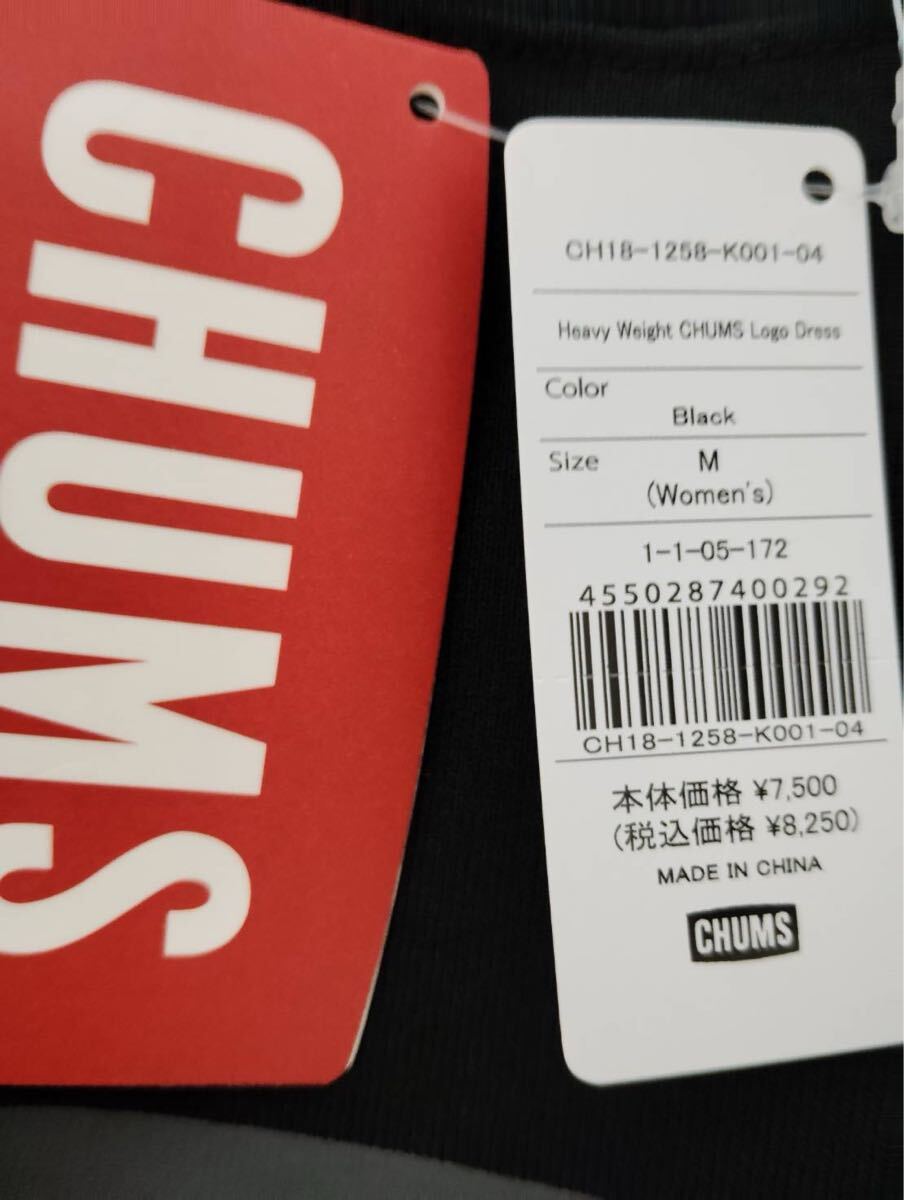 CHUMS
CH18-1258-K001-04
Heavy Weight CHUMS Logo Dress
Color
Black
Size M
(Women's)
1-1-05-172
4550287400292
CH18-1258-K001-04
本体価格 ¥7,500
(税込価格 ¥8,250)
MADE IN CHINA
CHUMS